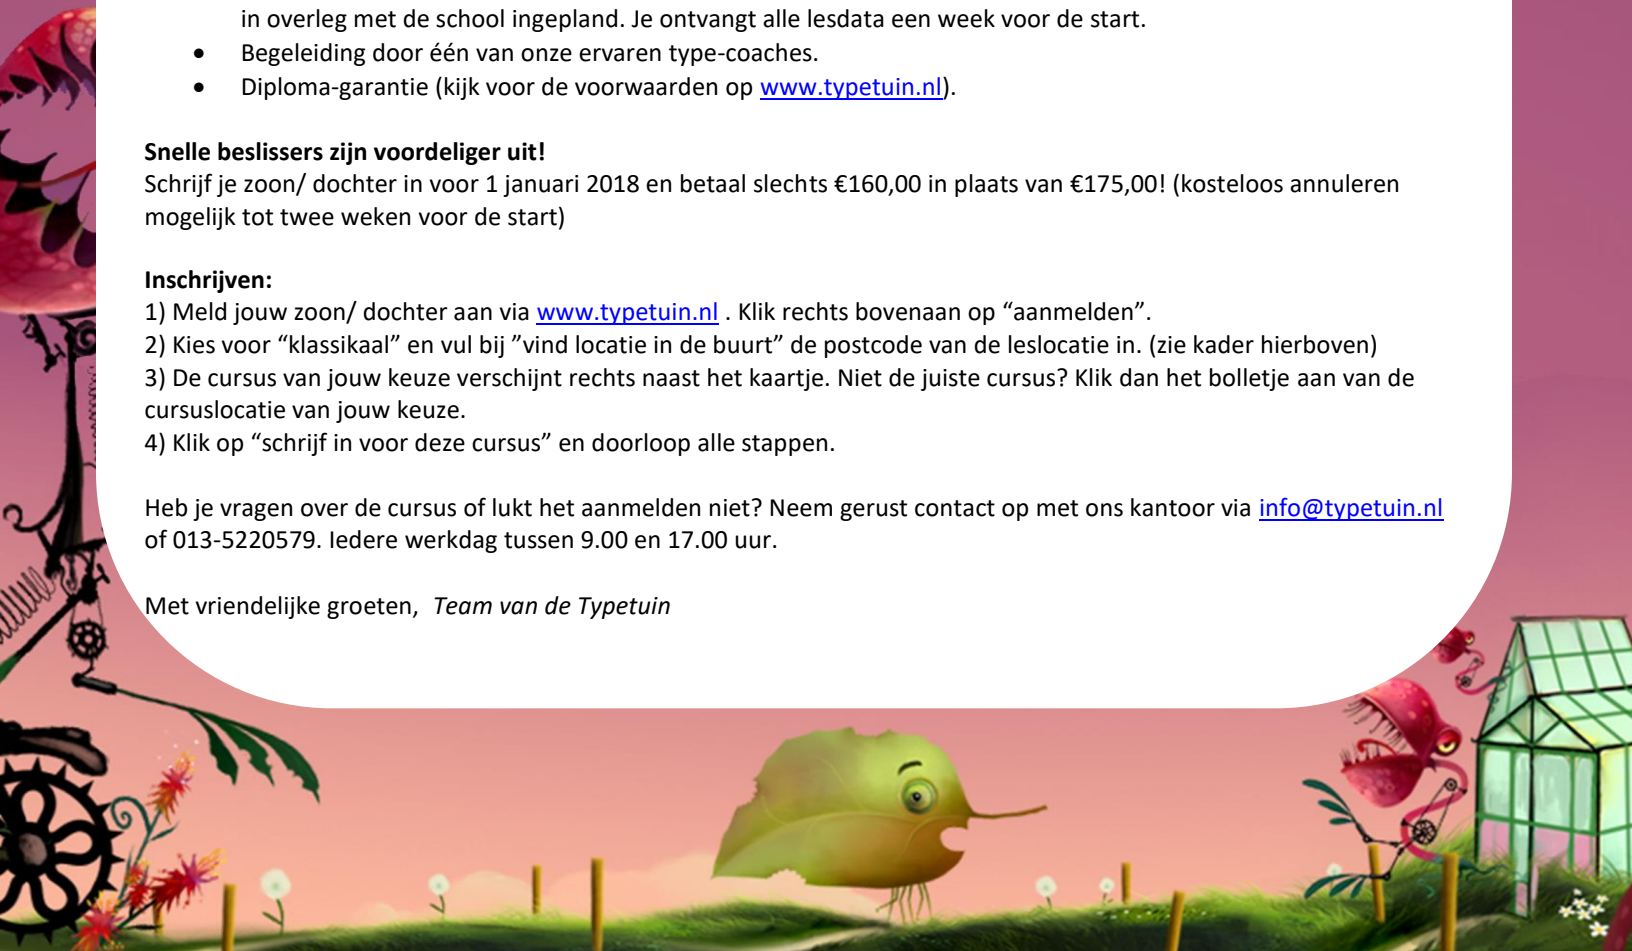 in overleg met de school ingepland. Je ontvangt alle lesdata een week voor de start.
• Begeleiding door één van onze ervaren type-coaches.
• Diploma-garantie (kijk voor de voorwaarden op www.typetuin.nl).
Snelle beslissers zijn voordeliger uit!
Schrijf je zoon/ dochter in voor 1 januari 2018 en betaal slechts €160,00 in plaats van €175,00! (kosteloos annuleren
mogelijk tot twee weken voor de start)
Inschrijven:
1) Meld jouw zoon/ dochter aan via www.typetuin.nl . Klik rechts bovenaan op “aanmelden”.
2) Kies voor “klassikaal” en vul bij ”vind locatie in de buurt” de postcode van de leslocatie in. (zie kader hierboven)
3) De cursus van jouw keuze verschijnt rechts naast het kaartje. Niet de juiste cursus? Klik dan het bolletje aan van de
cursuslocatie van jouw keuze.
4) Klik op “schrijf in voor deze cursus” en doorloop alle stappen.
Heb je vragen over de cursus of lukt het aanmelden niet? Neem gerust contact op met ons kantoor via info@typetuin.nl
of 013-5220579. Iedere werkdag tussen 9.00 en 17.00 uur.
Met vriendelijke groeten, Team van de Typetuin